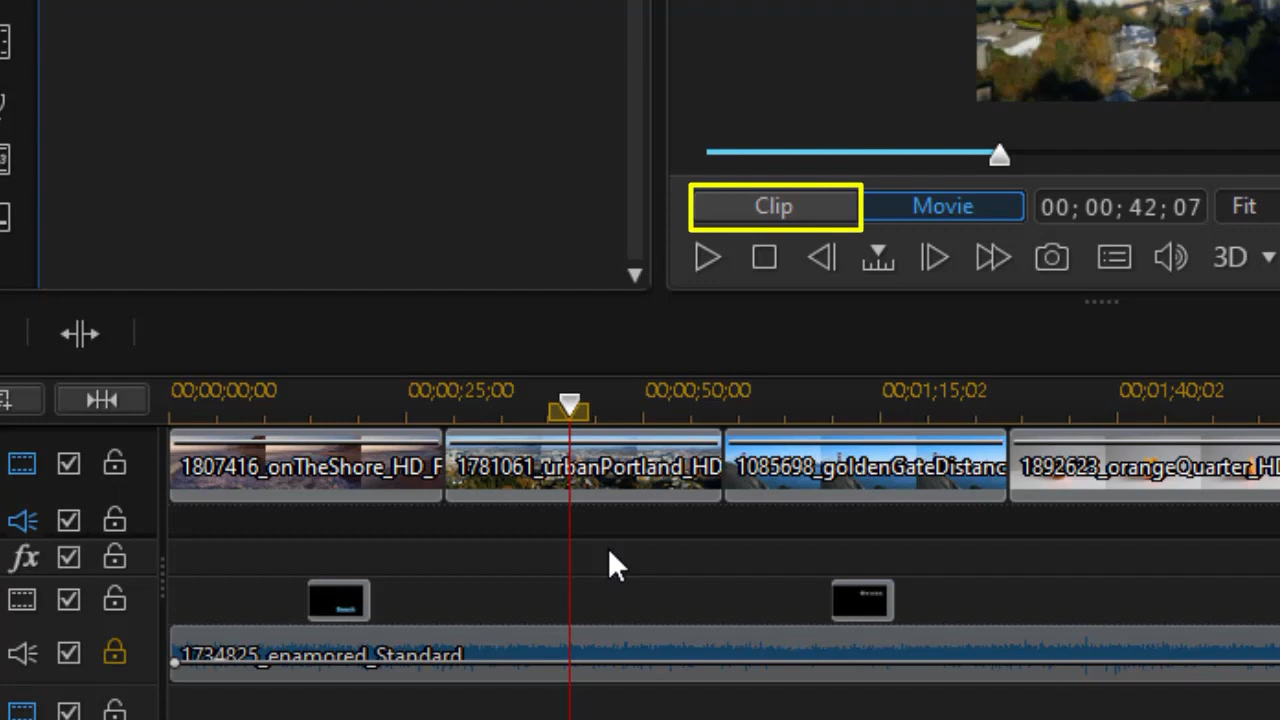 Clip Movie 00; 00; 42; 07 Fit
3D
00;00;00;00 00;00;25;00 00;00;50;00 00;01;15;02 00;01;40;02
1807416_onTheShore_HD_F 1781061_urbanPortland_HD 1085698_goldenGateDistanc 1892623_orangeQuarter_HD
fx
1734825_enamored_Standard